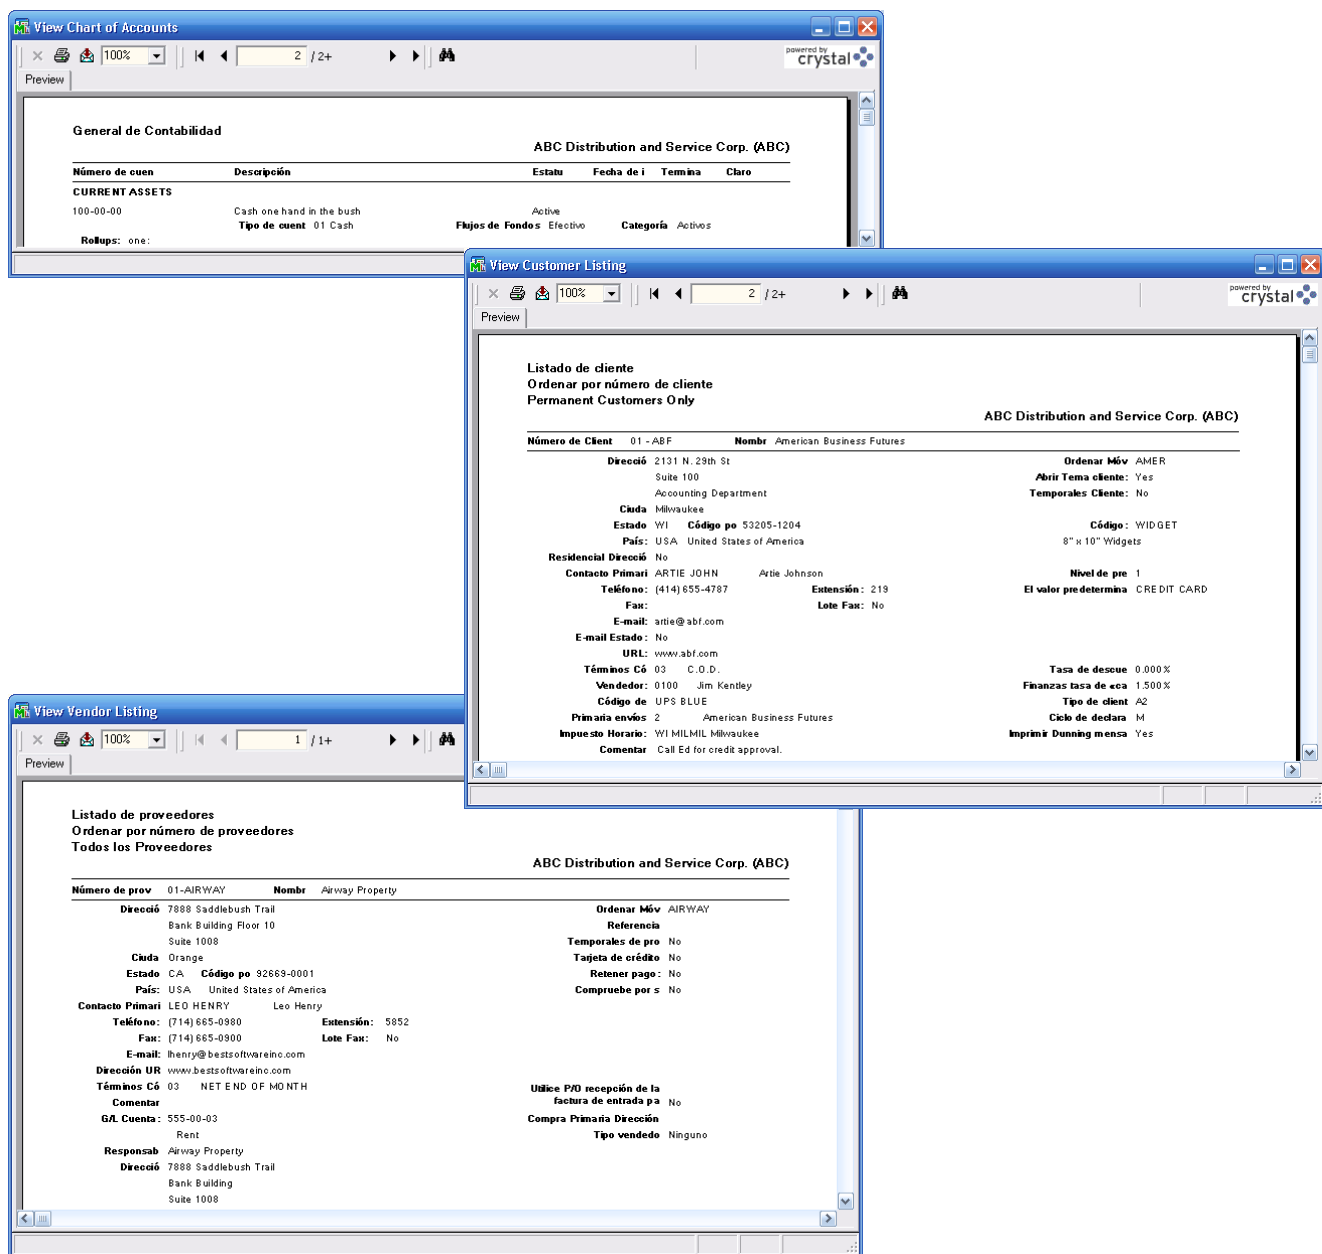 View Chart of Accounts
100% 2 / 2+ powered by crystal
Preview
General de Contabilidad
ABC Distribution and Service Corp. (ABC)
Número de cuen Descripción Estatu Fecha de i Termina Claro
CURRENT ASSETS
100-00-00 Cash one hand in the bush Active
Tipo de cuent 01 Cash Flujos de Fondos Efectivo Categoría Activos
Rollups: one:
View Customer Listing
100% 2 / 2+ powered by crystal
Preview
Listado de cliente
Ordenar por número de cliente
Permanent Customers Only
ABC Distribution and Service Corp. (ABC)
Número de Client 01 - ABF Nombr American Business Futures
Direcció 2131 N. 29th St Ordenar Móv AMER
Suite 100 Abrir Tema cliente: Yes
Accounting Department Temporales Cliente: No
Ciuda Milwaukee
Estado WI Código po 53205-1204 Código: WIDGET
País: USA United States of America 8" x 10" Widgets
Residencial Direcció No
Contacto Primari ARTIE JOHN Artie Johnson Nivel de pre 1
Teléfono: (414) 655-4787 Extensión: 219 El valor predetermina CREDIT CARD
Fax: Lote Fax: No
E-mail: artie@abf.com
E-mail Estado: No
URL: www.abf.com
Términos Có 03 C.O.D. Tasa de descue 0.000%
Vendedor: 0100 Jim Kentley Finanzas tasa de «ca 1.500%
Código de UPS BLUE Tipo de client A2
Primaria envíos 2 American Business Futures Ciclo de declara M
Impuesto Horario: WI MILMIL Milwaukee Imprimir Dunning mensa Yes
Comentar Call Ed for credit approval.
View Vendor Listing
100% 1 / 1+
Preview
Listado de proveedores
Ordenar por número de proveedores
Todos los Proveedores
ABC Distribution and Service Corp. (ABC)
Número de prov 01-AIRWAY Nombr Airway Property
Direcció 7888 Saddlebush Trail Ordenar Móv AIRWAY
Bank Building Floor 10 Referencia
Suite 1008 Temporales de pro No
Ciuda Orange Tarjeta de crédito No
Estado CA Código po 92669-0001 Retener pago: No
País: USA United States of America Compruebe por s No
Contacto Primari LEO HENRY Leo Henry
Teléfono: (714) 665-0980 Extensión: 5852
Fax: (714) 665-0900 Lote Fax: No
E-mail: lhenry@bestsoftwareinc.com
Dirección UR www.bestsoftwareinc.com
Términos Có 03 NET END OF MONTH Utilice P/O recepción de la
Comentar factura de entrada pa No
G/L Cuenta: 555-00-03 Compra Primaria Dirección
Rent Tipo vendedo Ninguno
Responsab Airway Property
Direcció 7888 Saddlebush Trail
Bank Building
Suite 1008